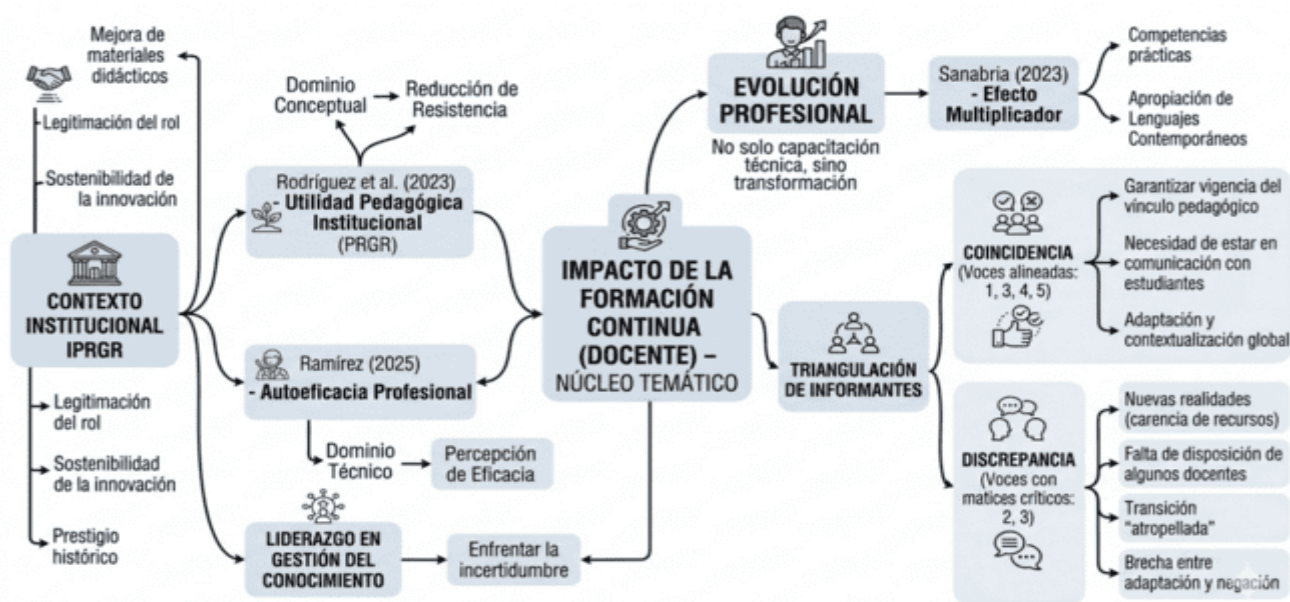 Mejora de
materiales
didácticos
Legitimación del rol
Sostenibilidad de
la innovación
CONTEXTO
INSTITUCIONAL
IPRGR
Legitimación
del rol
Sostenibilidad
de la innovación
Prestigio
histórico
Dominio
Conceptual
Reducción de
Resistencia
Rodríguez et al. (2023)
- Utilidad Pedagógica
Institucional
(PRGR)
Ramírez (2025)
- Autoeficacia Profesional
Dominio
Técnico
Percepción
de Eficacia
LIDERAZGO EN
GESTIÓN DEL
CONOCIMIENTO
Enfrentar la
incertidumbre
IMPACTO DE LA
FORMACIÓN
CONTINUA
(DOCENTE) –
NÚCLEO TEMÁTICO
EVOLUCIÓN
PROFESIONAL
No solo capacitación
técnica, sino
transformación
Sanabria (2023)
- Efecto
Multiplicador
Competencias
prácticas
Apropiación de
Lenguajes
Contemporáneos
TRIANGULACIÓN
DE INFORMANTES
COINCIDENCIA
(Voces alineadas:
1, 3, 4, 5)
Garantizar vigencia del
vínculo pedagógico
Necesidad de estar en
comunicación con
estudiantes
Adaptación y
contextualización global
DISCREPANCIA
(Voces con
matices críticos:
2, 3)
Nuevas realidades
(carencia de recursos)
Falta de disposición de
algunos docentes
Transición
“atropellada”
Brecha entre
adaptación y negación